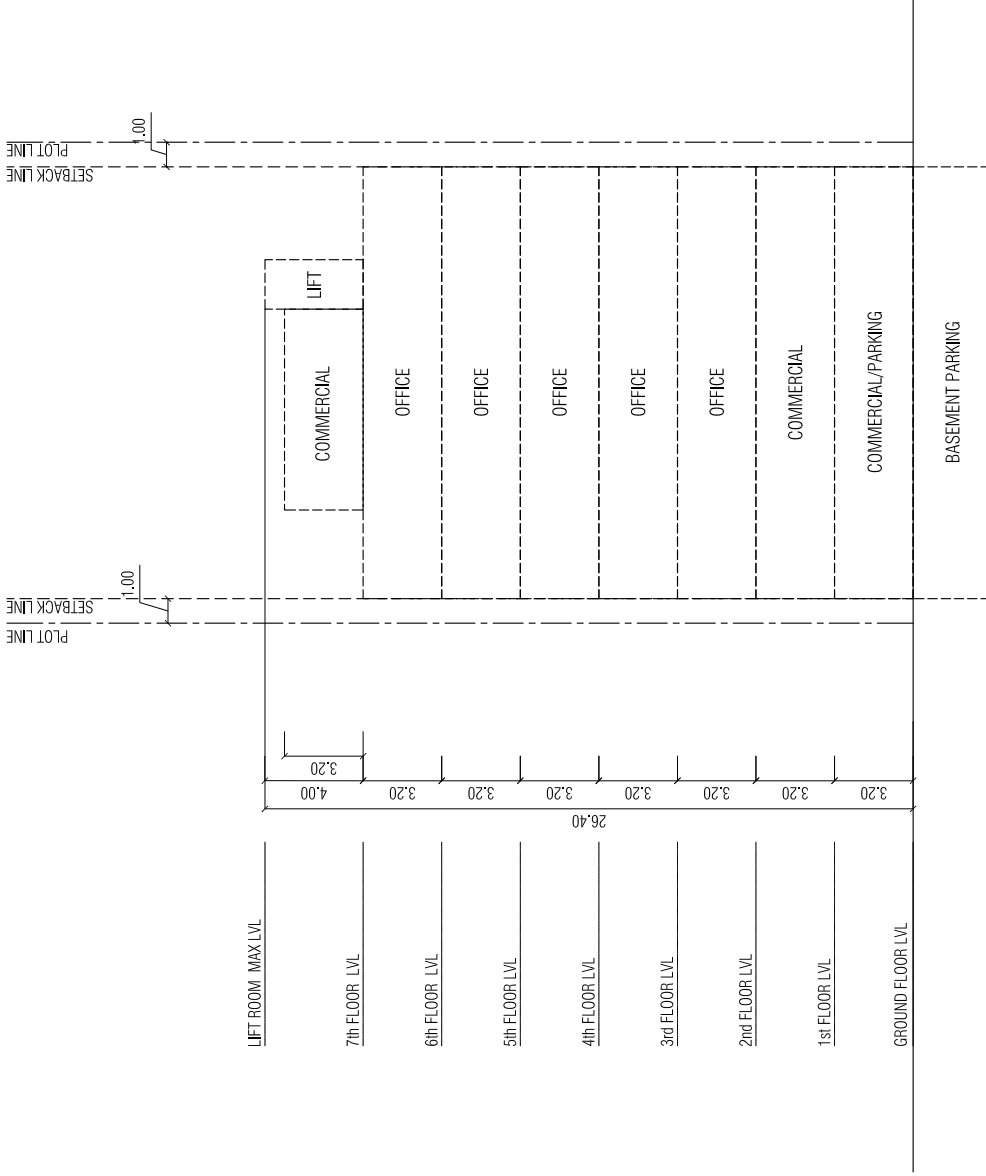 PLOT LINE
SETBACK LINE
1.00
LIFT
COMMERCIAL
OFFICE
OFFICE
OFFICE
OFFICE
OFFICE
COMMERCIAL
COMMERCIAL/PARKING
BASEMENT PARKING
1.00
SETBACK LINE
PLOT LINE
3.20
4.00
3.20
3.20
3.20
3.20
3.20
3.20
3.20
26.40
LIFT ROOM MAX LVL
7th FLOOR LVL
6th FLOOR LVL
5th FLOOR LVL
4th FLOOR LVL
3rd FLOOR LVL
2nd FLOOR LVL
1st FLOOR LVL
GROUND FLOOR LVL